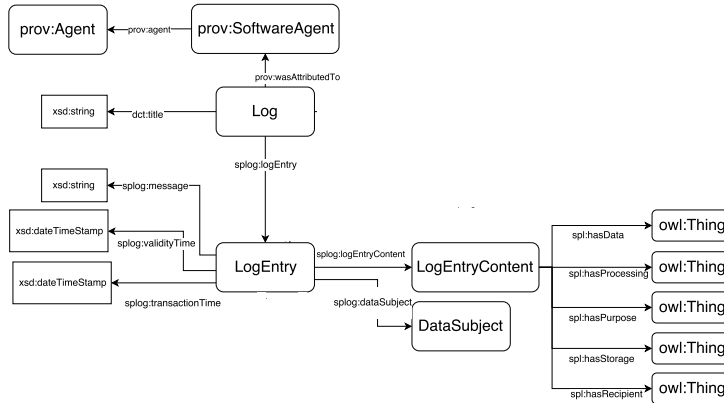 prov:Agent
prov:agent
prov:SoftwareAgent
prov:wasAttributedTo
xsd:string
dct:title
Log
splog:logEntry
xsd:string
splog:message
xsd:dateTimeStamp
splog:validityTime
LogEntry
splog:logEntryContent
LogEntryContent
xsd:dateTimeStamp
splog:transactionTime
splog:dataSubject
DataSubject
spl:hasData
owl:Thing
spl:hasProcessing
owl:Thing
spl:hasPurpose
owl:Thing
spl:hasStorage
owl:Thing
spl:hasRecipient
owl:Thing